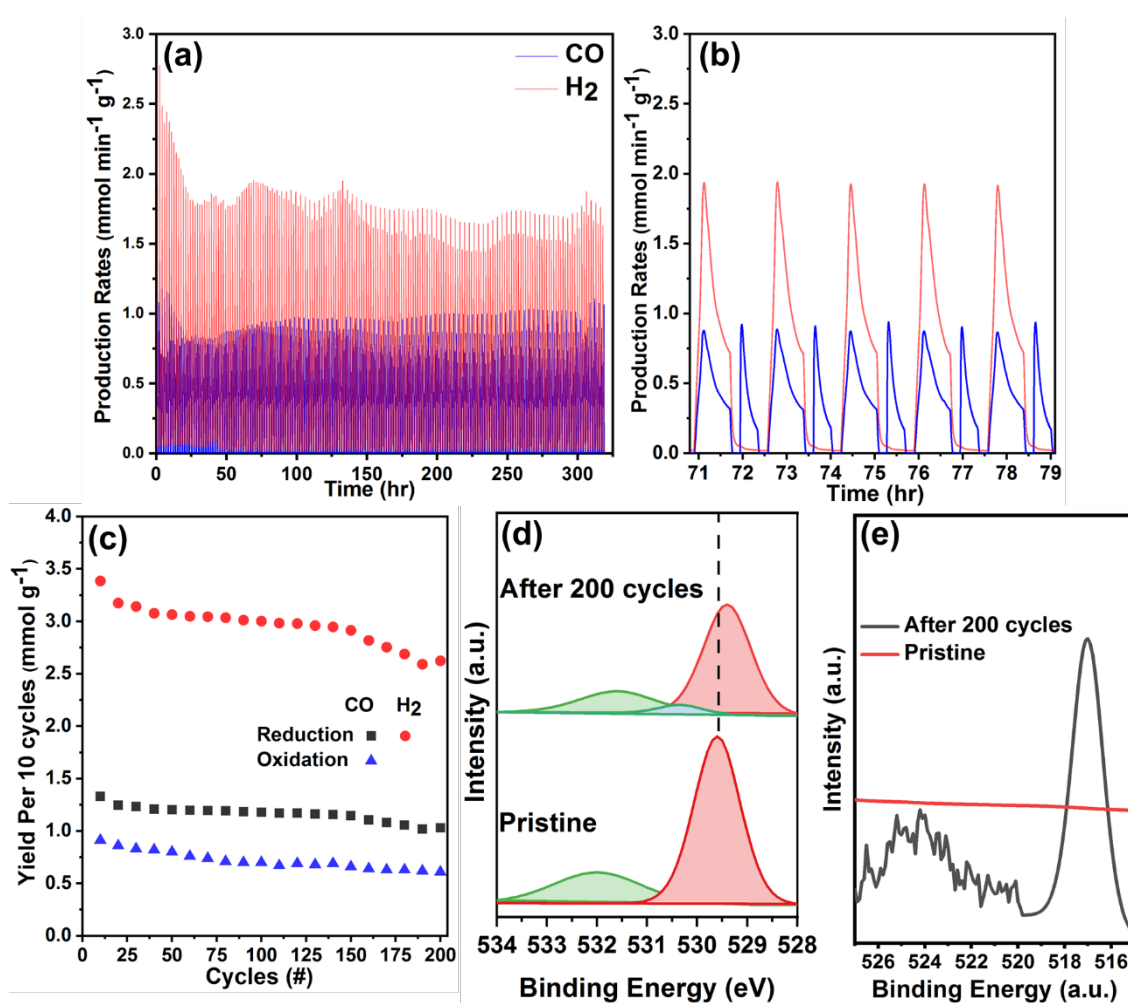 (a)
CO
H2
Production Rates (mmol min-1 g-1)
3.0
2.5
2.0
1.5
1.0
0.5
0.0
0 50 100 150 200 250 300
Time (hr)
(b)
Production Rates (mmol min-1 g-1)
3.0
2.5
2.0
1.5
1.0
0.5
0.0
71 72 73 74 75 76 77 78 79
Time (hr)
(c)
Yield Per 10 cycles (mmol g-1)
4.0
3.5
3.0
2.5
2.0
1.5
1.0
0.5
0.0
CO H2
Reduction
Oxidation
0 25 50 75 100 125 150 175 200
Cycles (#)
(d)
After 200 cycles
Pristine
Intensity (a.u.)
534 533 532 531 530 529 528
Binding Energy (eV)
(e)
After 200 cycles
Pristine
Intensity (a.u.)
526 524 522 520 518 516
Binding Energy (a.u.)